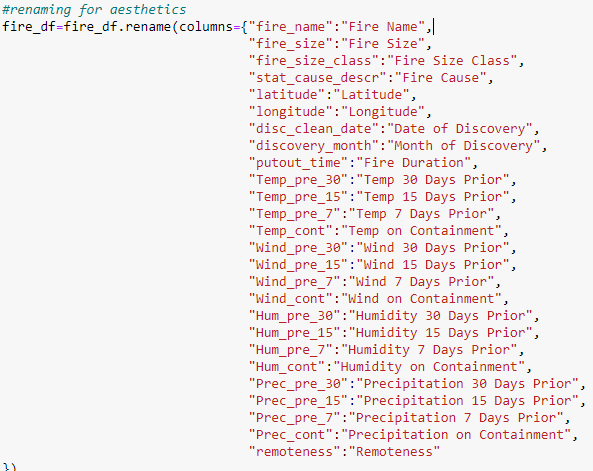 #renaming for aesthetics
fire_df=fire_df.rename(columns={"fire_name":"Fire Name",
"fire_size":"Fire Size",
"fire_size_class":"Fire Size Class",
"stat_cause_descr":"Fire Cause",
"latitude":"Latitude",
"longitude":"Longitude",
"disc_clean_date":"Date of Discovery",
"discovery_month":"Month of Discovery",
"putout_time":"Fire Duration",
"Temp_pre_30":"Temp 30 Days Prior",
"Temp_pre_15":"Temp 15 Days Prior",
"Temp_pre_7":"Temp 7 Days Prior",
"Temp_cont":"Temp on Containment",
"Wind_pre_30":"Wind 30 Days Prior",
"Wind_pre_15":"Wind 15 Days Prior",
"Wind_pre_7":"Wind 7 Days Prior",
"Wind_cont":"Wind on Containment",
"Hum_pre_30":"Humidity 30 Days Prior",
"Hum_pre_15":"Humidity 15 Days Prior",
"Hum_pre_7":"Humidity 7 Days Prior",
"Hum_cont":"Humidity on Containment",
"Prec_pre_30":"Precipitation 30 Days Prior",
"Prec_pre_15":"Precipitation 15 Days Prior",
"Prec_pre_7":"Precipitation 7 Days Prior",
"Prec_cont":"Precipitation on Containment",
"remoteness":"Remoteness"
})